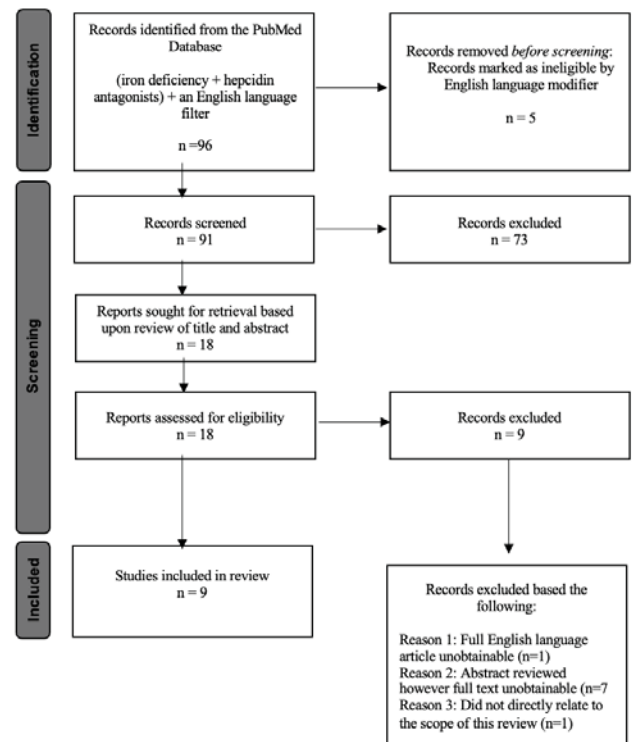 Identification
Records identified from the PubMed
Database
(iron deficiency + hepcidin
antagonists) + an English language
filter
n =96
Records removed before screening:
Records marked as ineligible by
English language modifier
n = 5
Screening
Records screened
n = 91
Records excluded
n = 73
Reports sought for retrieval based
upon review of title and abstract
n = 18
Reports assessed for eligibility
n = 18
Records excluded
n = 9
Included
Studies included in review
n = 9
Records excluded based the
following:
Reason 1: Full English language
article unobtainable (n=1)
Reason 2: Abstract reviewed
however full text unobtainable (n=7
Reason 3: Did not directly relate to
the scope of this review (n=1)